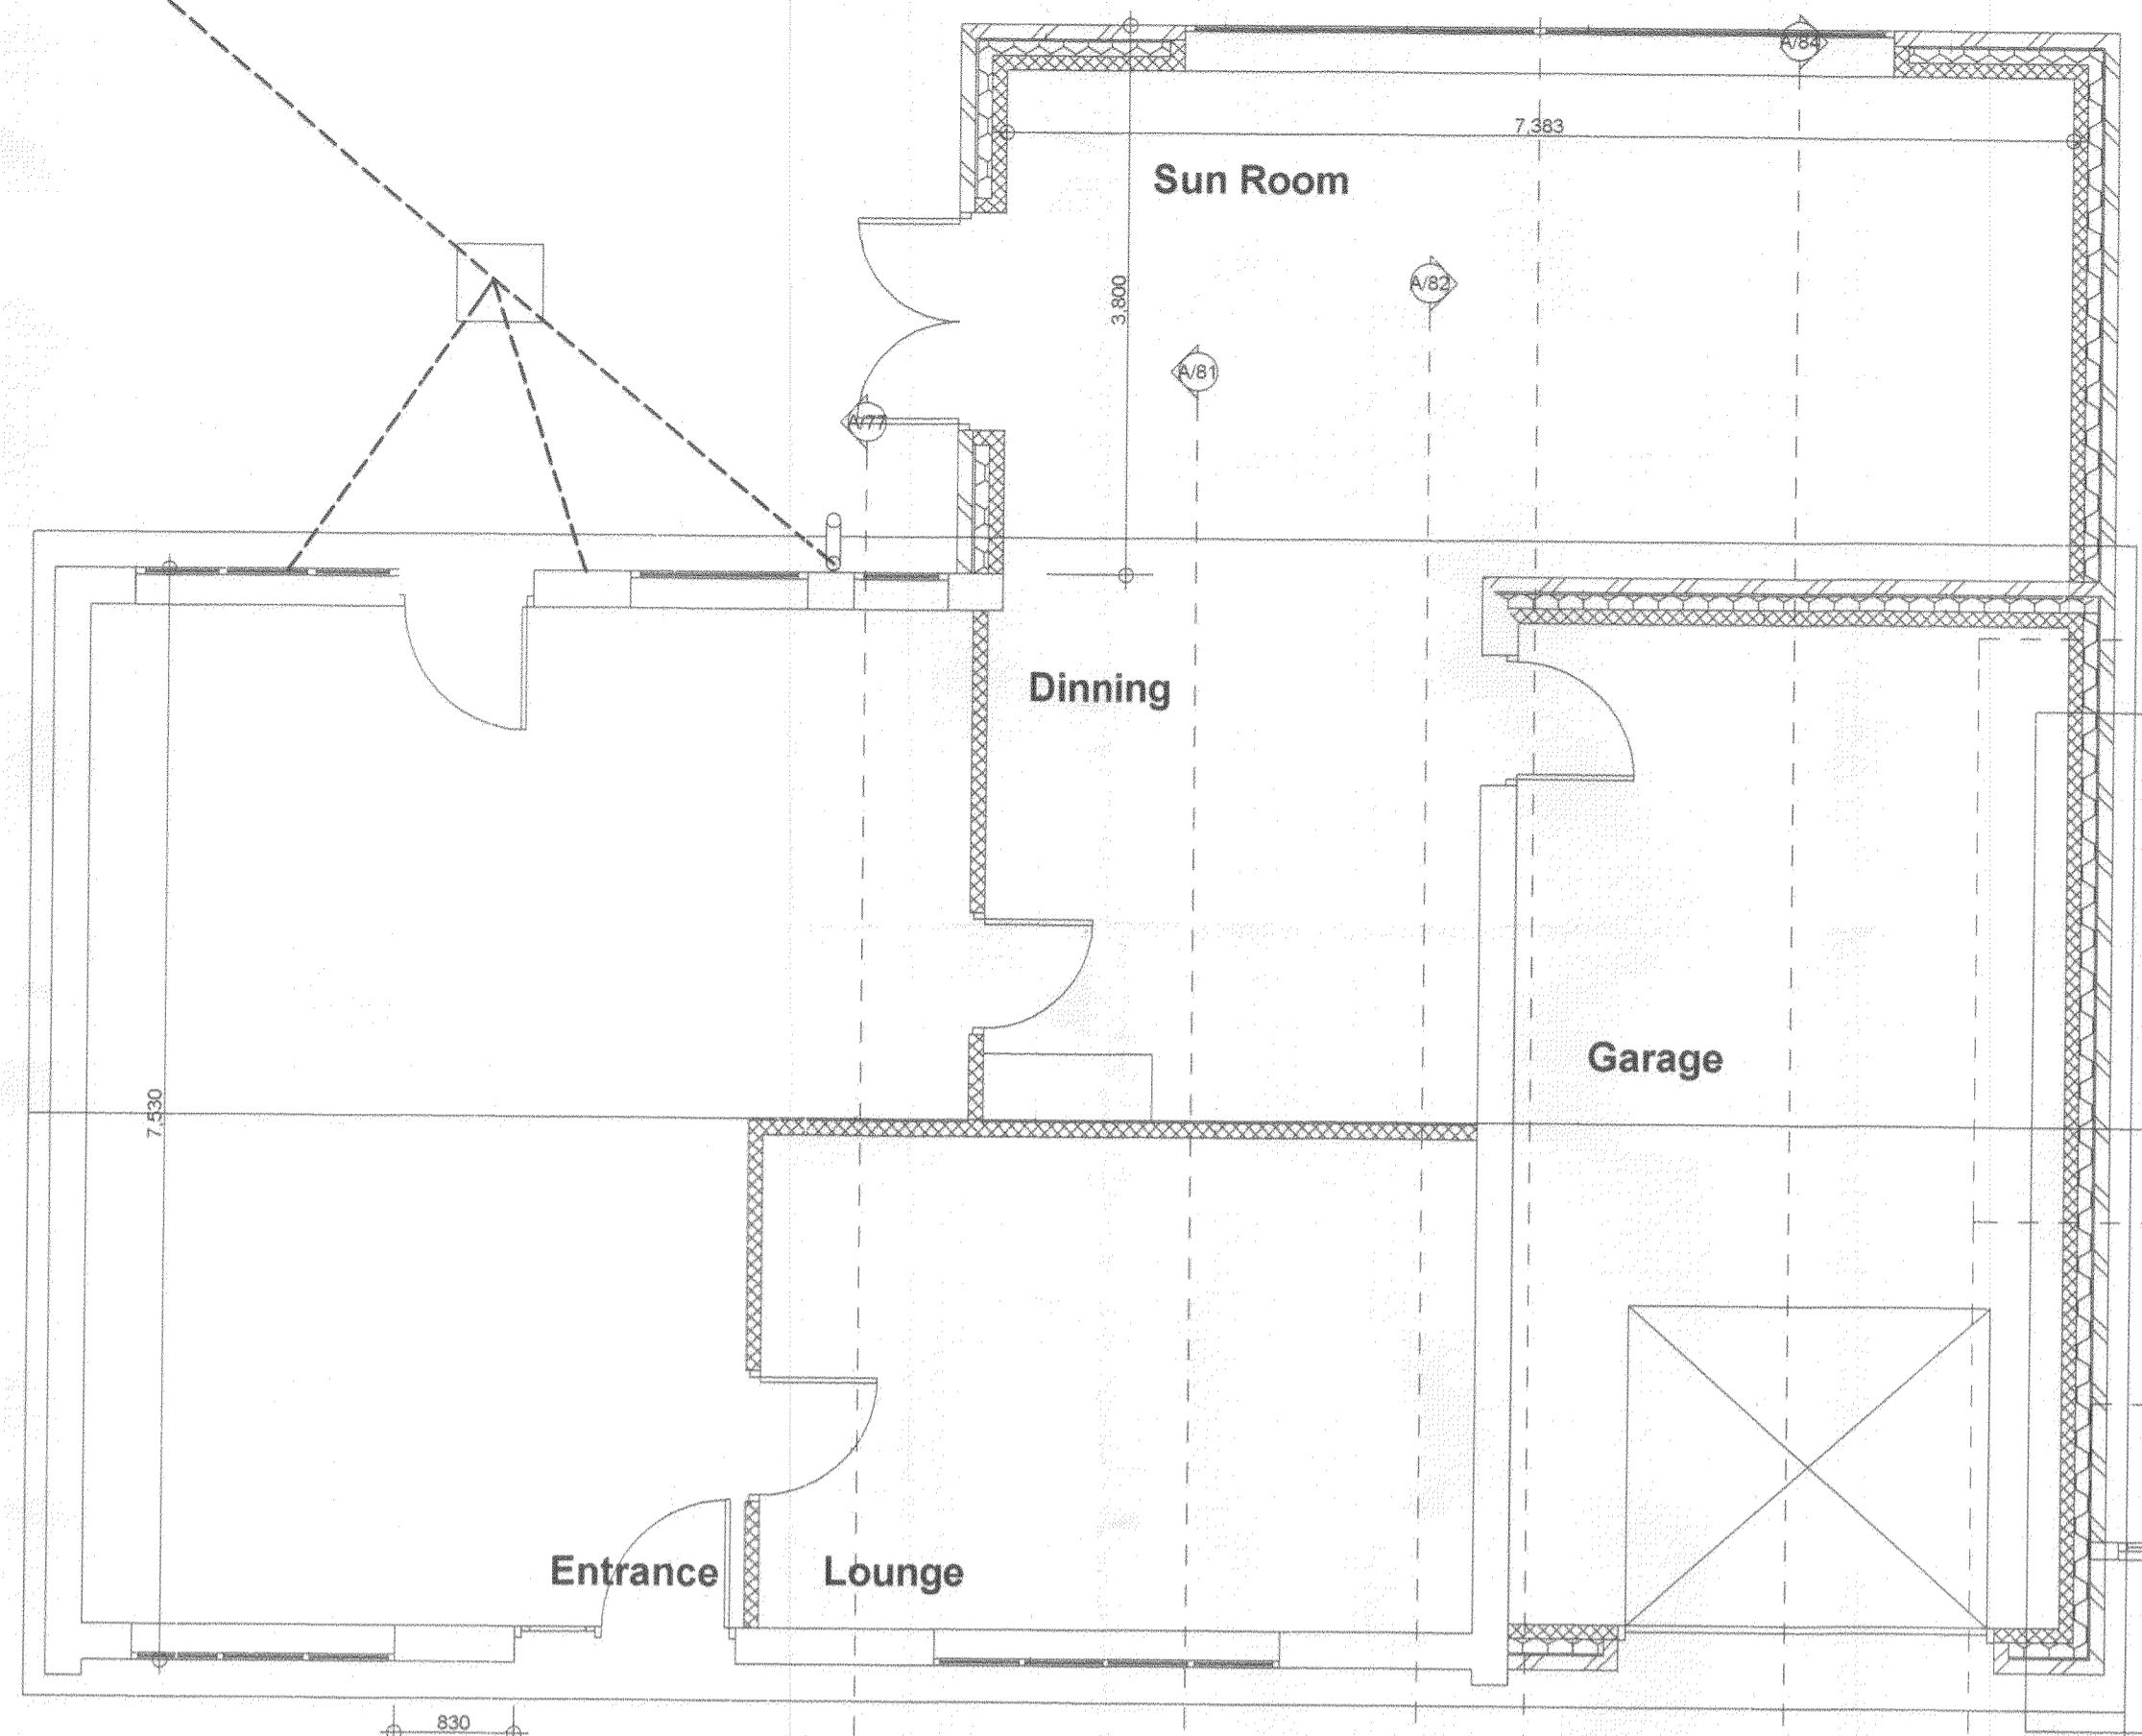 A/84
7,383
Sun Room
3,800
A/82
A/81
A/77
Dinning
Garage
7,530
Entrance
Lounge
830